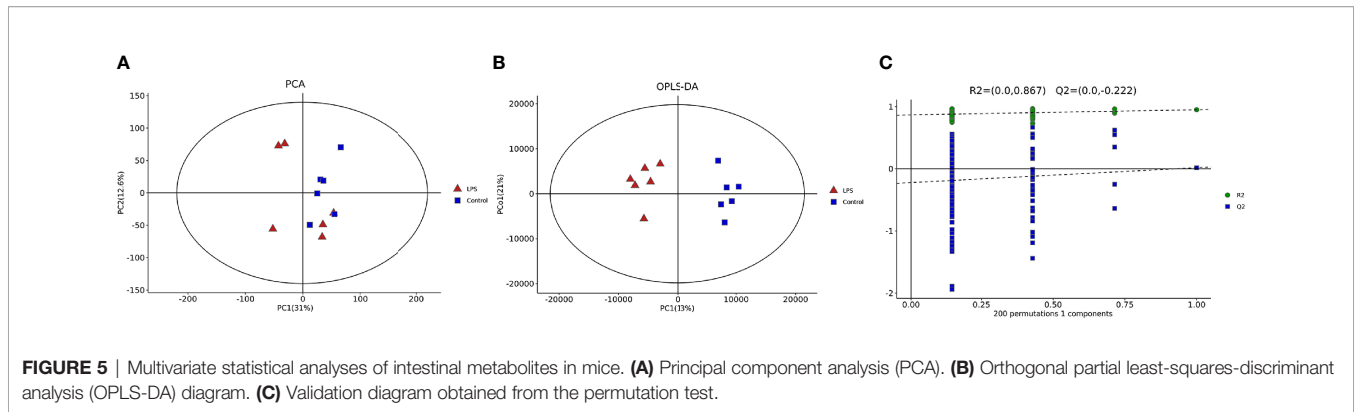 A
PCA
150
100
50
0
-50
-100
-150
PC2(12.6%)
-200
-100
0
100
200
PC1(31%)
LPS
Control
B
OPLS-DA
20000
10000
0
-10000
-20000
PCo1(21%)
-20000
-10000
0
10000
20000
PC1(13%)
LPS
Control
C
R2=(0.0,0.867) Q2=(0.0,-0.222)
1
0
-1
-2
0.00
0.25
0.50
0.75
1.00
200 permutations 1 components
R2
Q2
FIGURE 5 | Multivariate statistical analyses of intestinal metabolites in mice. (A) Principal component analysis (PCA). (B) Orthogonal partial least-squares-discriminant
analysis (OPLS-DA) diagram. (C) Validation diagram obtained from the permutation test.